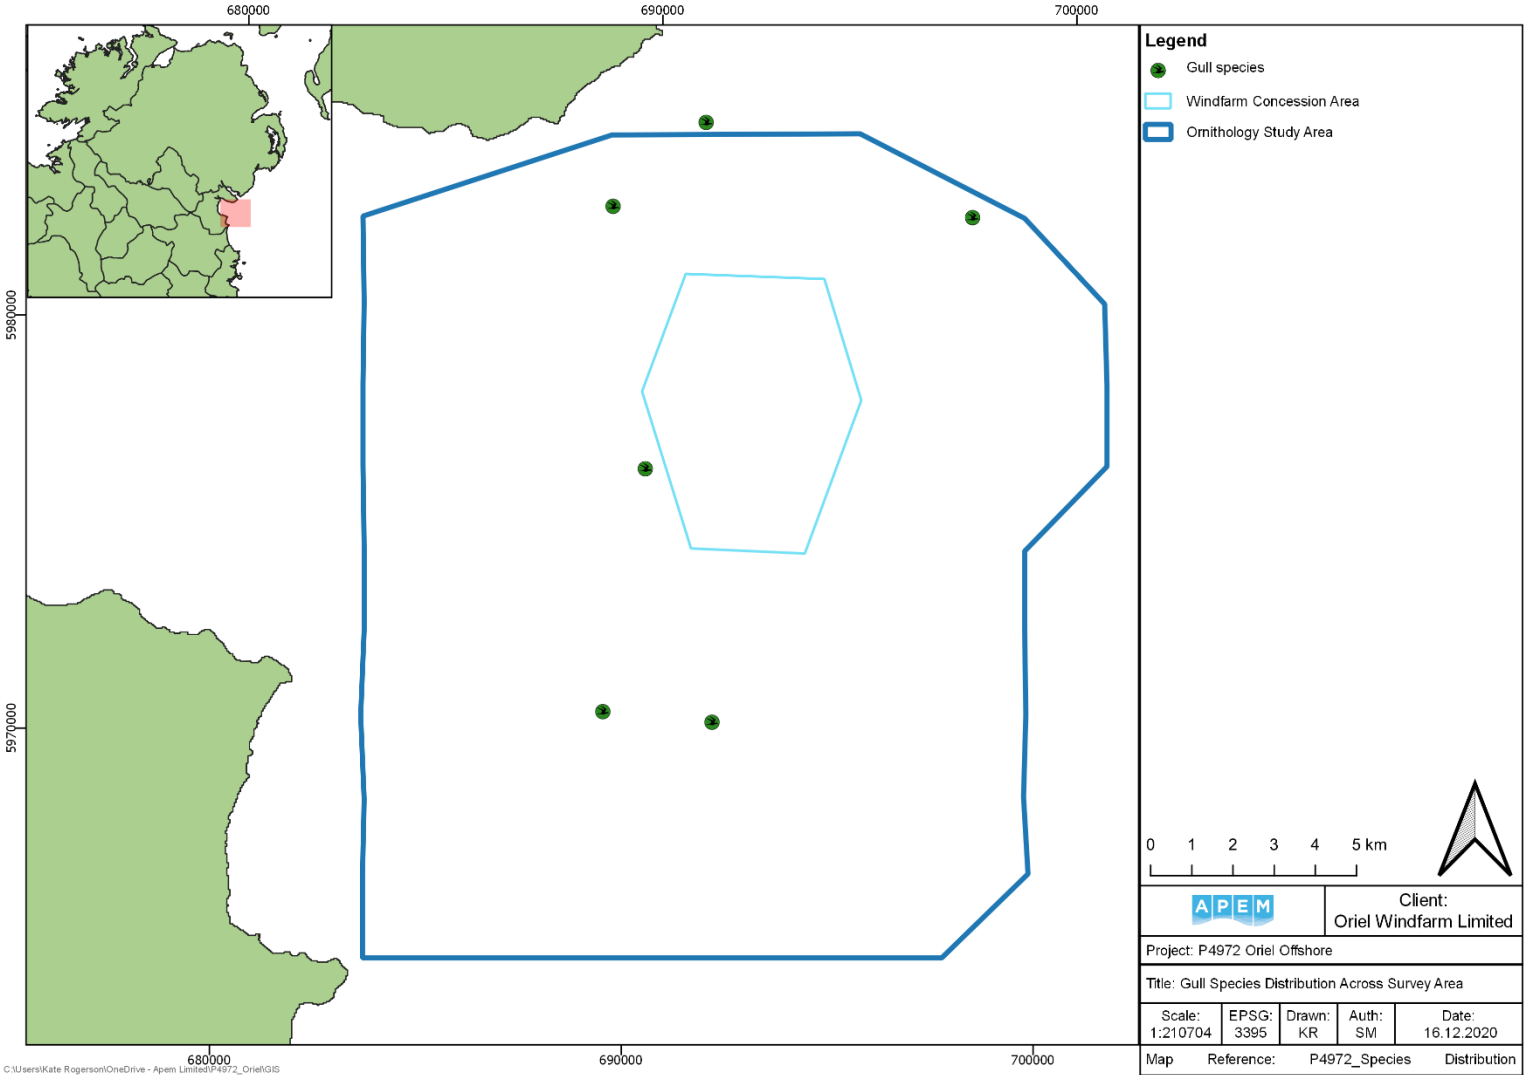 680000 690000 700000
Legend
Gull species
Windfarm Concession Area
Ornithology Study Area
5980000
5970000
0 1 2 3 4 5 km
APEM
Client:
Oriel Windfarm Limited
Project: P4972 Oriel Offshore
Title: Gull Species Distribution Across Survey Area
Scale: EPSG: Drawn: Auth: Date:
1:210704 3395 KR SM 16.12.2020
Map Reference: P4972_Species Distribution
680000 690000 700000
C:\Users\Kate Rogerson\OneDrive - Apem Limited\P4972_Oriel\GIS